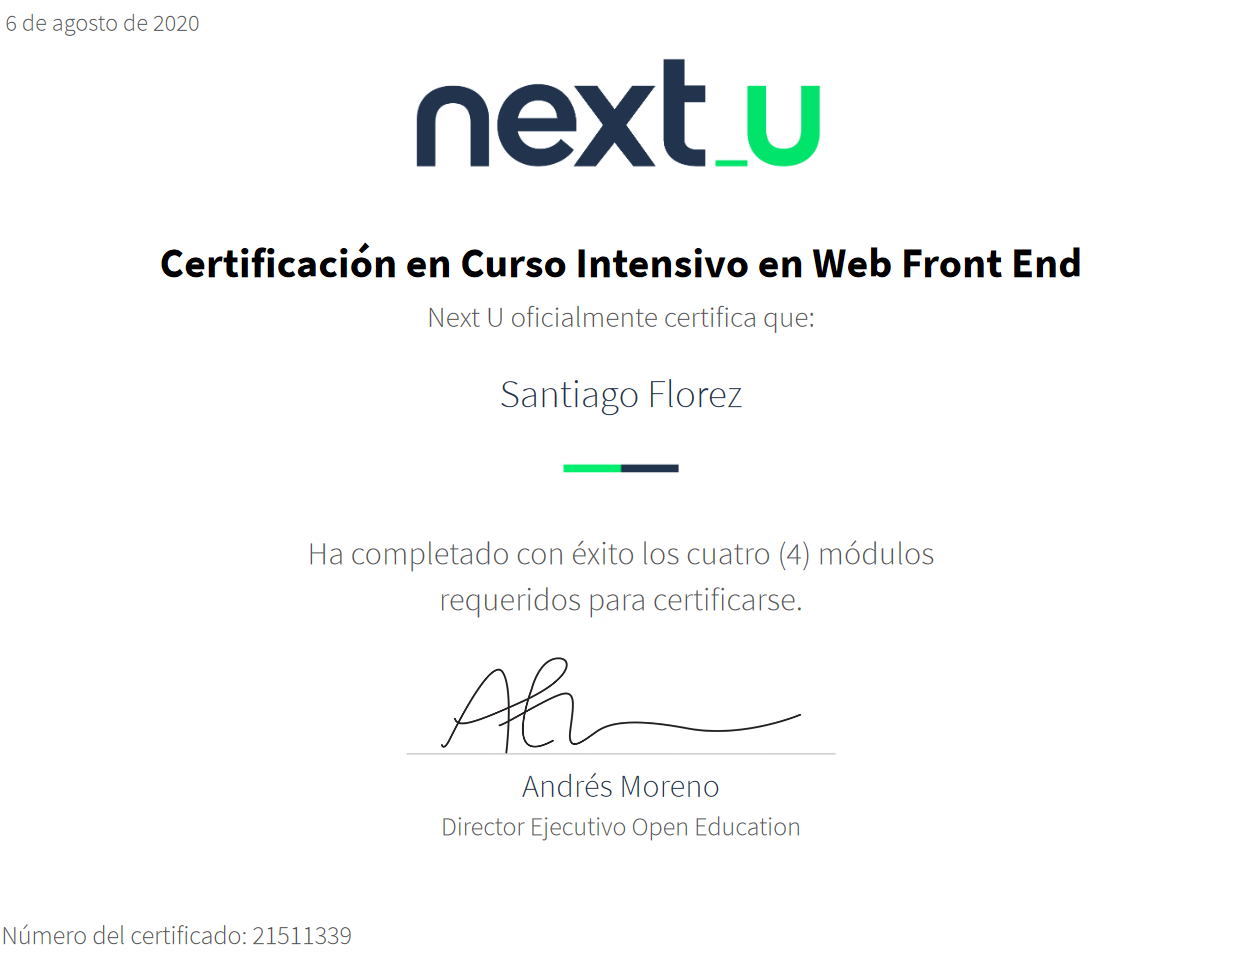 6 de agosto de 2020
next_U
Certificación en Curso Intensivo en Web Front End
Next U oficialmente certifica que:
Santiago Florez
Ha completado con éxito los cuatro (4) módulos
requeridos para certificarse.
Andrés Moreno
Director Ejecutivo Open Education
Número del certificado: 21511339